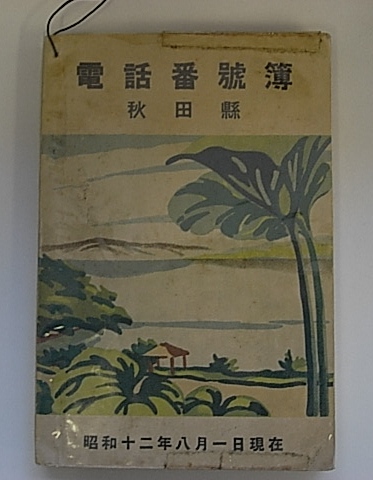 電話番號簿
秋田縣
昭和十二年八月一日現在